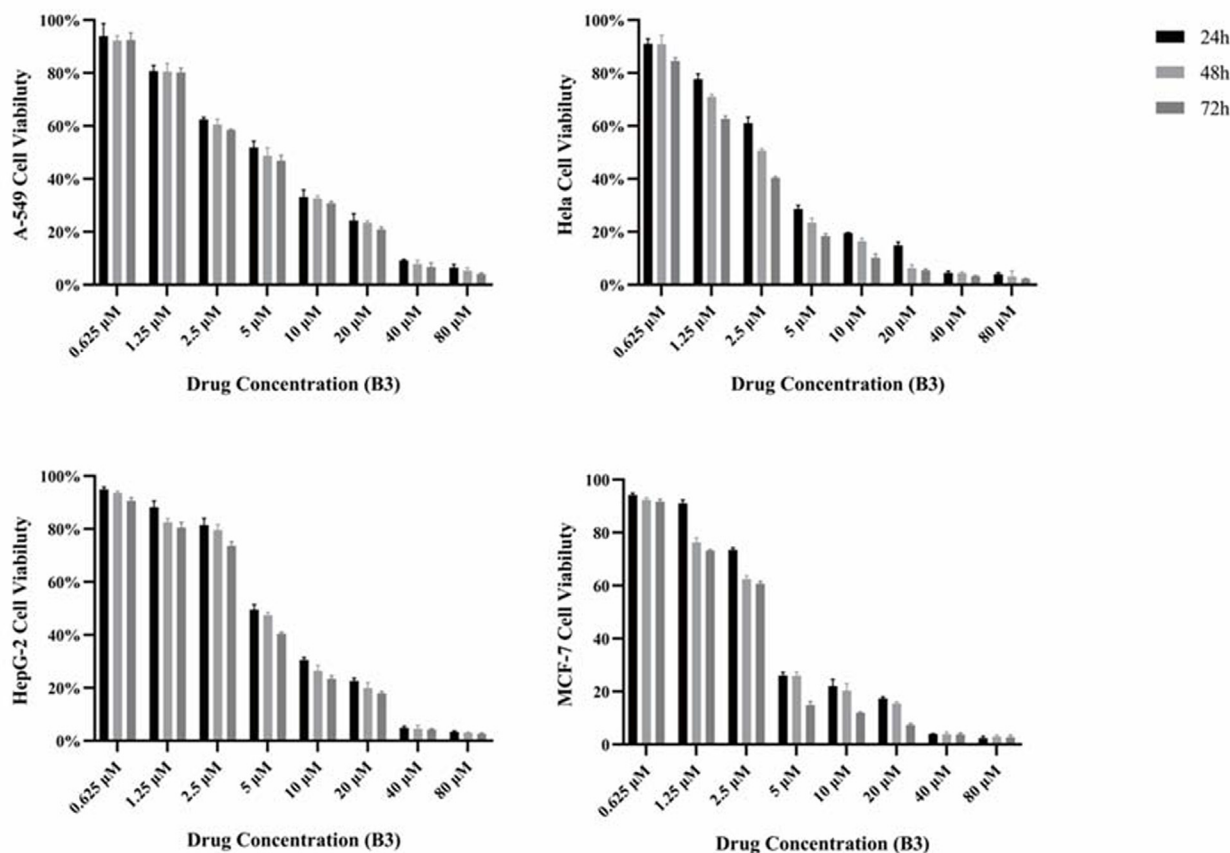 A-549 Cell Viabiluty
100%
80%
60%
40%
20%
0%
0.625 μM
1.25 μM
2.5 μM
5 μM
10 μM
20 μM
40 μM
80 μM
Drug Concentration (B3)
Hela Cell Viabiluty
100%
80%
60%
40%
20%
0%
0.625 μM
1.25 μM
2.5 μM
5 μM
10 μM
20 μM
40 μM
80 μM
Drug Concentration (B3)
24h
48h
72h
HepG-2 Cell Viabiluty
100%
80%
60%
40%
20%
0%
0.625 μM
1.25 μM
2.5 μM
5 μM
10 μM
20 μM
40 μM
80 μM
Drug Concentration (B3)
MCF-7 Cell Viabiluty
100
80
60
40
20
0
0.625 μM
1.25 μM
2.5 μM
5 μM
10 μM
20 μM
40 μM
80 μM
Drug Concentration (B3)